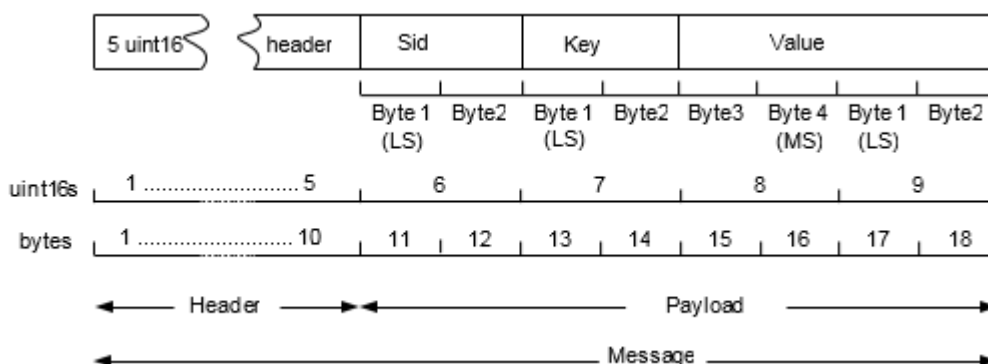 5 uint16 header Sid Key Value
Byte 1 Byte2 Byte 1 Byte2 Byte3 Byte 4 Byte 1 Byte2
(LS) (LS) (MS) (LS)
uint16s 1 ........................ 5 6 7 8 9
bytes 1 ........................ 10 11 12 13 14 15 16 17 18
Header Payload
Message